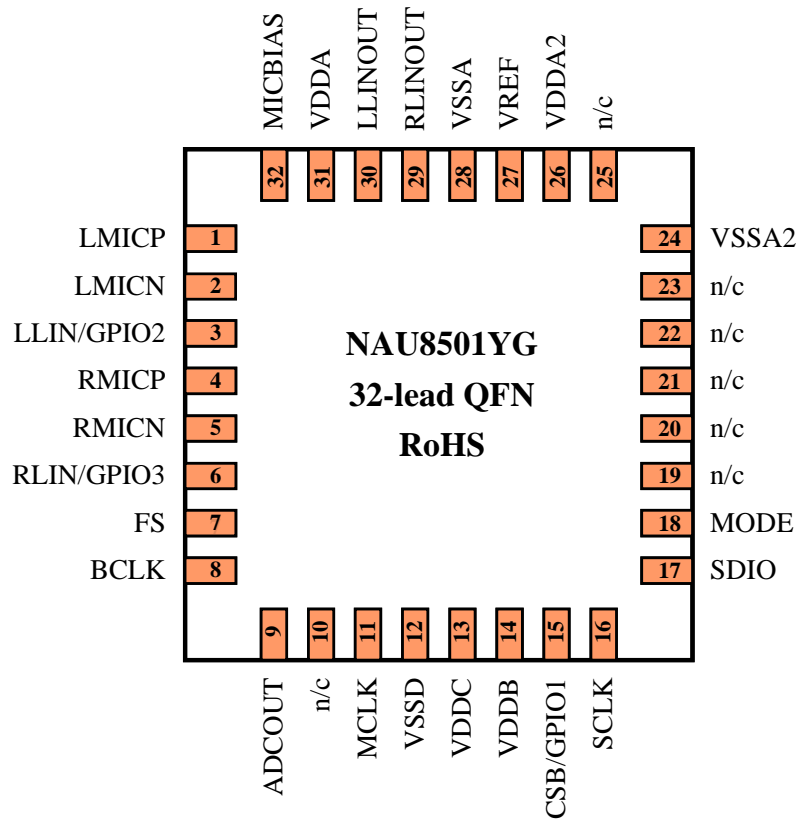 MICBIAS
VDDA
LLINOUT
RLINOUT
VSSA
VREF
VDDA2
n/c
32
31
30
29
28
27
26
25
LMICP 1
LMICN 2
LLIN/GPIO2 3
RMICP 4
RMICN 5
RLIN/GPIO3 6
FS 7
BCLK 8
NAU8501YG
32-lead QFN
RoHS
24 VSSA2
23 n/c
22 n/c
21 n/c
20 n/c
19 n/c
18 MODE
17 SDIO
9
10
11
12
13
14
15
16
ADCOUT
n/c
MCLK
VSSD
VDDC
VDDB
CSB/GPIO1
SCLK